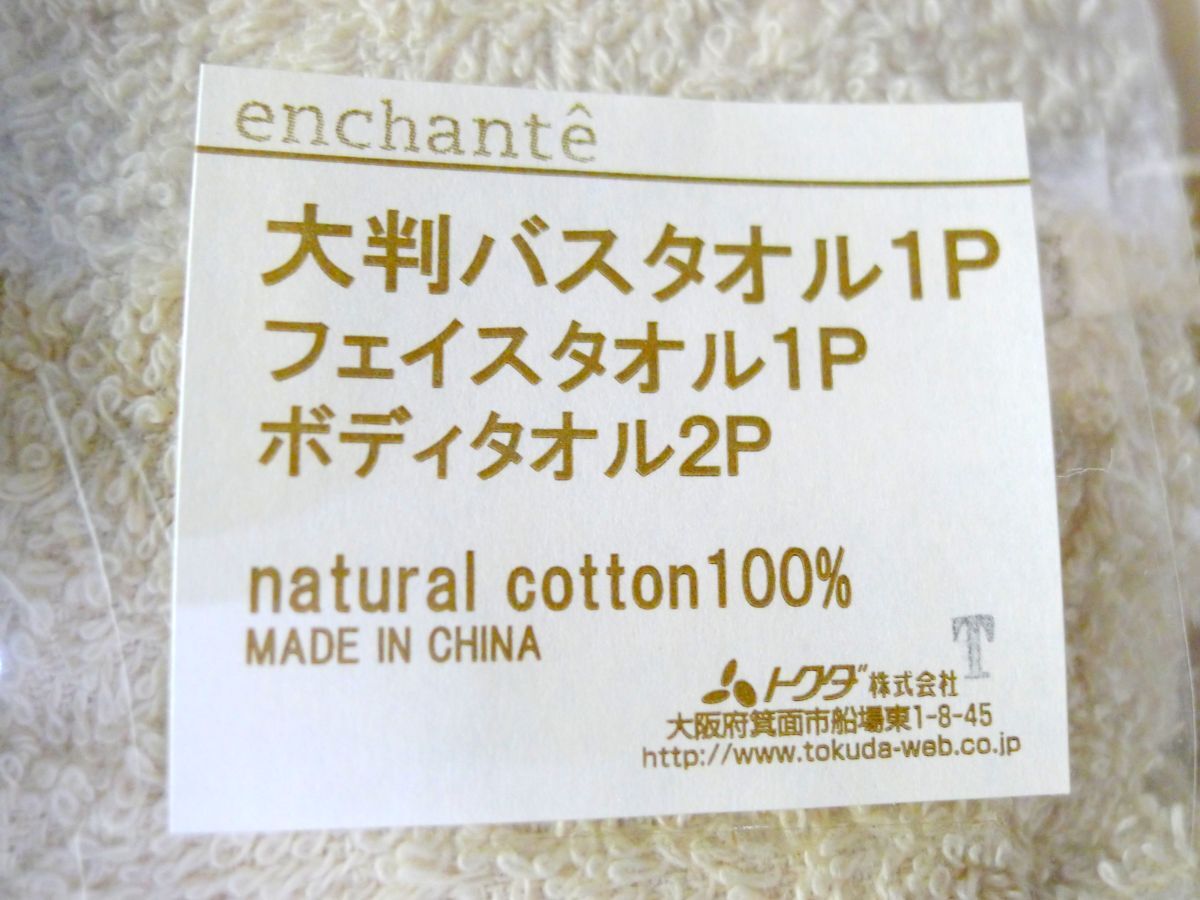 enchantê
大判バスタオル1P
フェイスタオル1P
ボディタオル2P
natural cotton100%
MADE IN CHINA
T
トクダ株式会社
大阪府箕面市船場東1-8-45
http://www.tokuda-web.co.jp